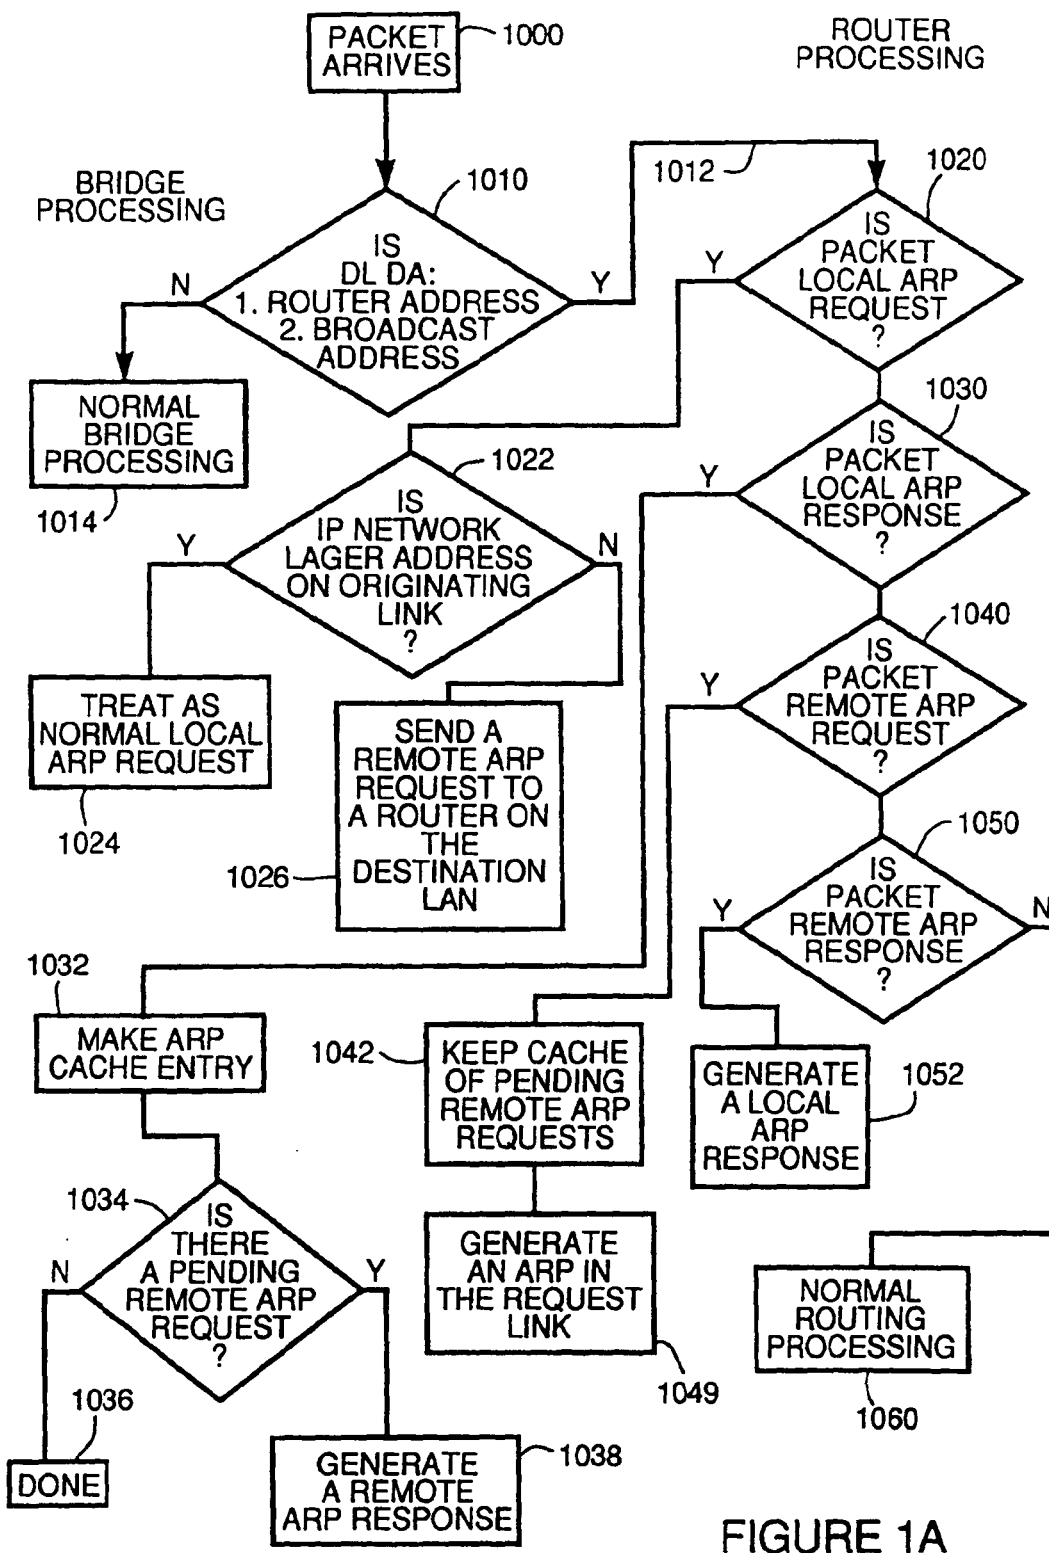 PACKET
ARRIVES
1000
ROUTER
PROCESSING
BRIDGE
PROCESSING
1010
1012
1020
IS
DL DA:
1. ROUTER ADDRESS
2. BROADCAST
ADDRESS
N
Y
IS
PACKET
LOCAL ARP
REQUEST
?
Y
NORMAL
BRIDGE
PROCESSING
1014
1022
IS
IP NETWORK
LAGER ADDRESS
ON ORIGINATING
LINK
?
Y
N
1030
IS
PACKET
LOCAL ARP
RESPONSE
?
Y
TREAT AS
NORMAL LOCAL
ARP REQUEST
1024
SEND A
REMOTE ARP
REQUEST TO
A ROUTER ON
THE
DESTINATION
LAN
1026
1040
IS
PACKET
REMOTE ARP
REQUEST
?
Y
1050
IS
PACKET
REMOTE ARP
RESPONSE
?
Y
N
1032
MAKE ARP
CACHE ENTRY
1042
KEEP CACHE
OF PENDING
REMOTE ARP
REQUESTS
GENERATE
A LOCAL
ARP
RESPONSE
1052
1034
IS
THERE
A PENDING
REMOTE ARP
REQUEST
?
N
Y
GENERATE
AN ARP IN
THE REQUEST
LINK
1049
NORMAL
ROUTING
PROCESSING
1060
1036
DONE
GENERATE
A REMOTE
ARP RESPONSE
1038
FIGURE 1A